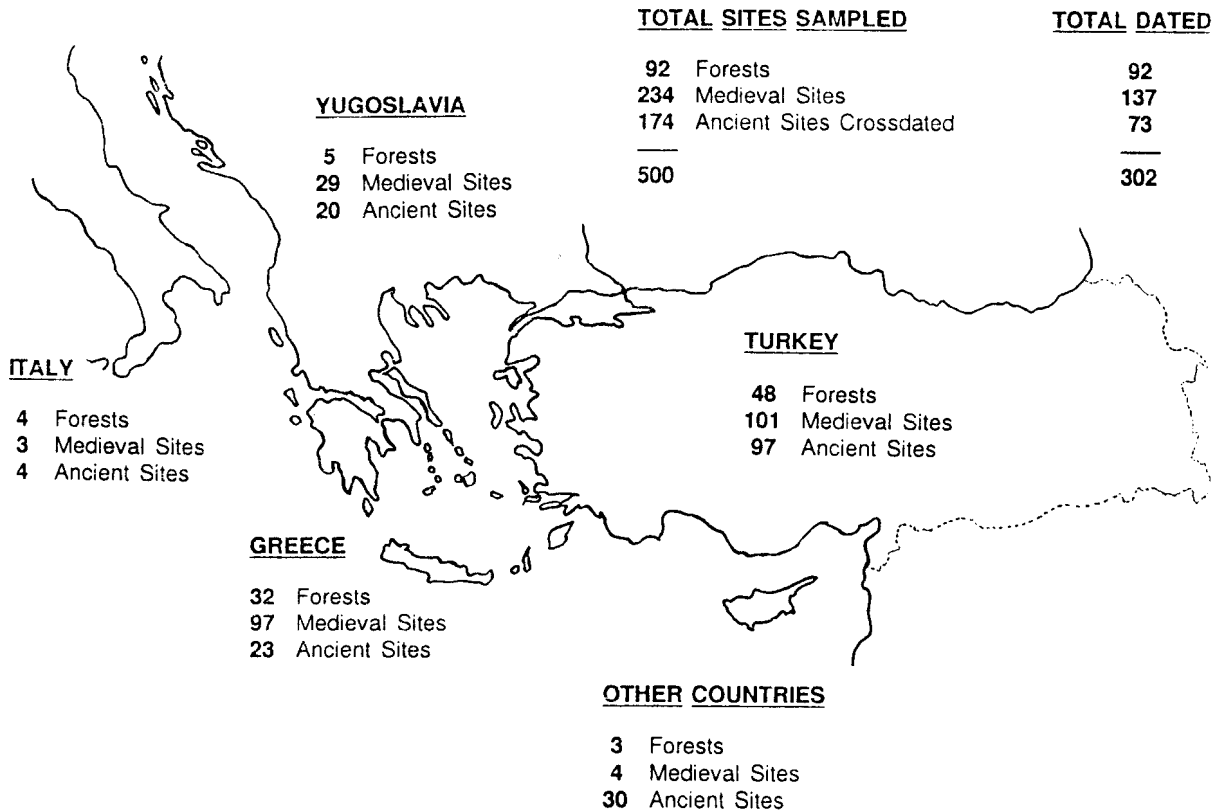 TOTAL SITES SAMPLED TOTAL DATED
92 Forests 92
234 Medieval Sites 137
174 Ancient Sites Crossdated 73
500 302
YUGOSLAVIA
5 Forests
29 Medieval Sites
20 Ancient Sites
ITALY
4 Forests
3 Medieval Sites
4 Ancient Sites
TURKEY
48 Forests
101 Medieval Sites
97 Ancient Sites
GREECE
32 Forests
97 Medieval Sites
23 Ancient Sites
OTHER COUNTRIES
3 Forests
4 Medieval Sites
30 Ancient Sites